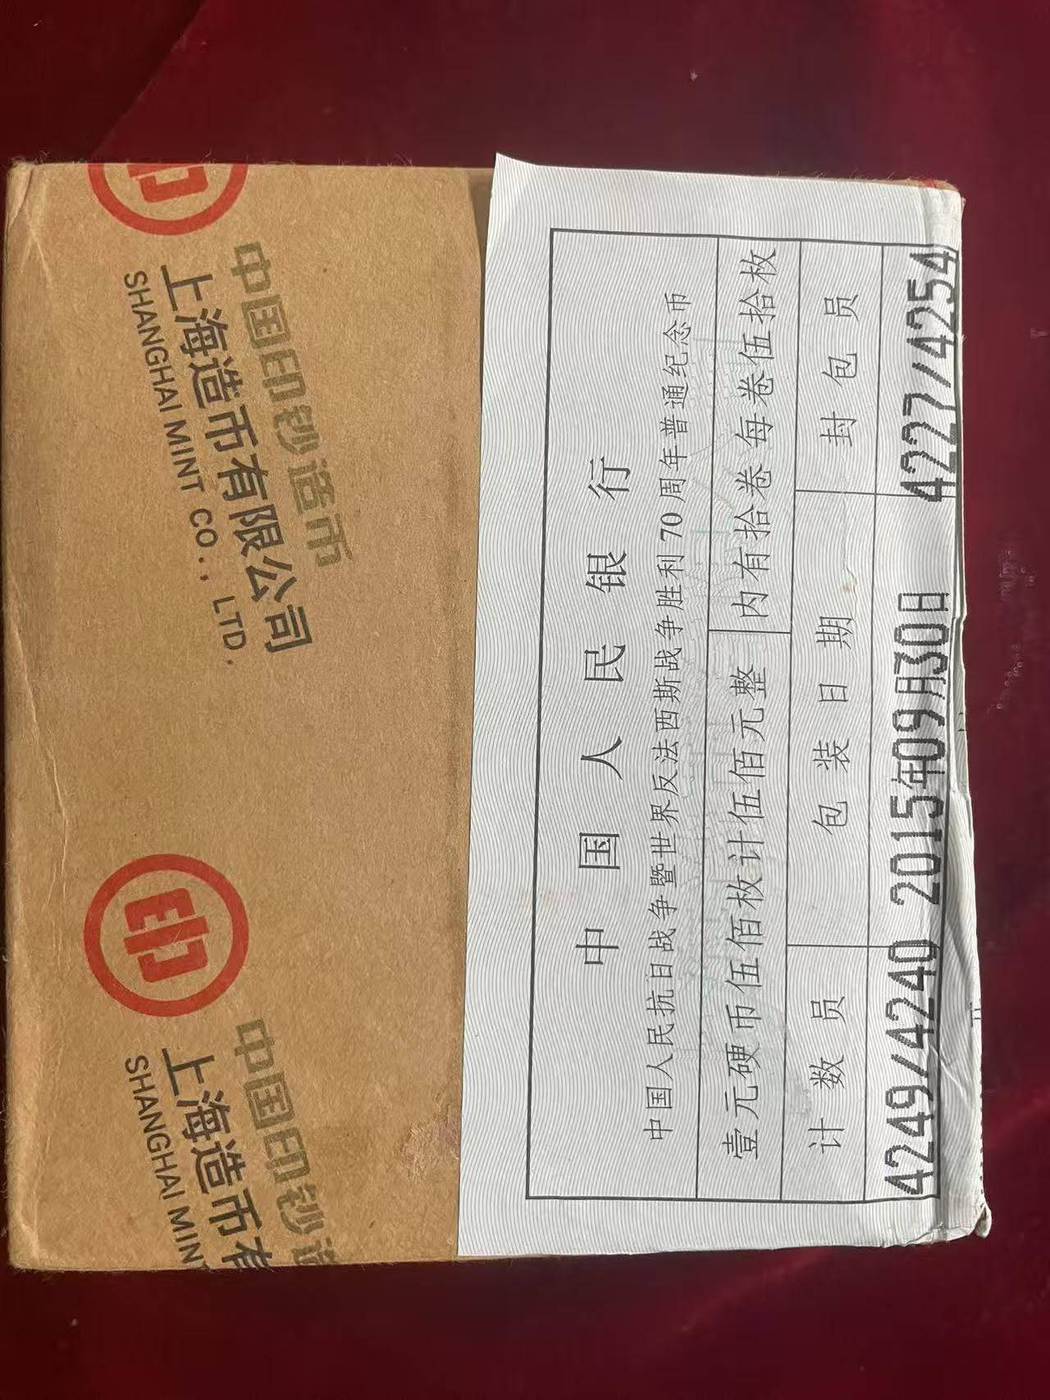 中国印钞造币
上海造币有限公司
SHANGHAI MINT CO., LTD.
中国印钞造
上海造币有
SHANGHAI MIN
中国人民银行
中国人民抗日战争暨世界反法西斯战争胜利70周年普通纪念币
壹元硬币伍佰枚计伍佰元整 内有拾卷每卷伍拾枚
计数员 包装日期 封包员
4249/4240 2015年09月30日 4227/4254